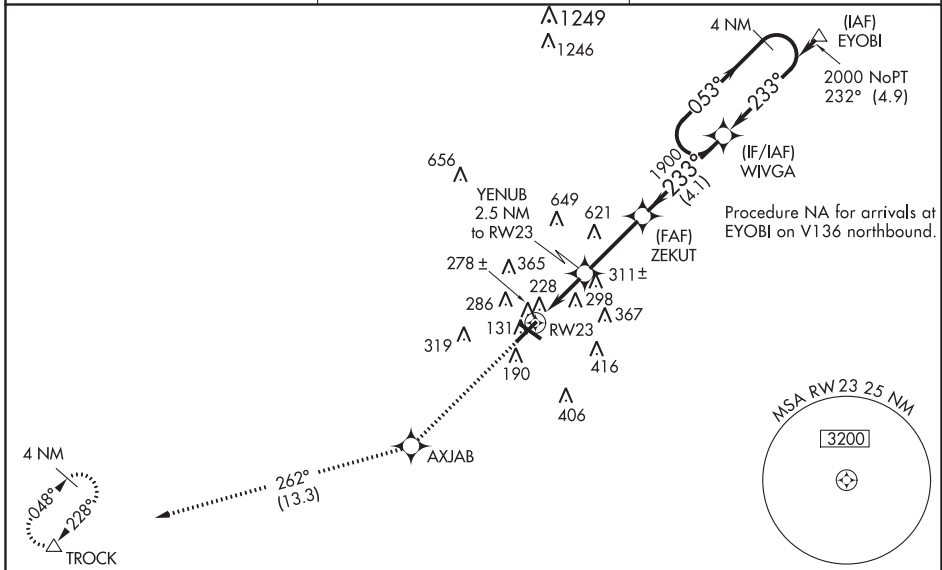 1249
1246
4 NM
(IAF)
EYOBI
2000 NoPT
232° (4.9)
053°
233°
(IF/IAF)
WIVGA
1900
233°
(4.1)
656
YENUB
2.5 NM
to RW23
649
621
(FAF)
ZEKUT
Procedure NA for arrivals at
EYOBI on V136 northbound.
278 ±
365
311±
286
228
298
367
131
RW23
319
190
416
406
MSA RW 23 25 NM
3200
AXJAB
4 NM
262°
(13.3)
048°
228°
TROCK